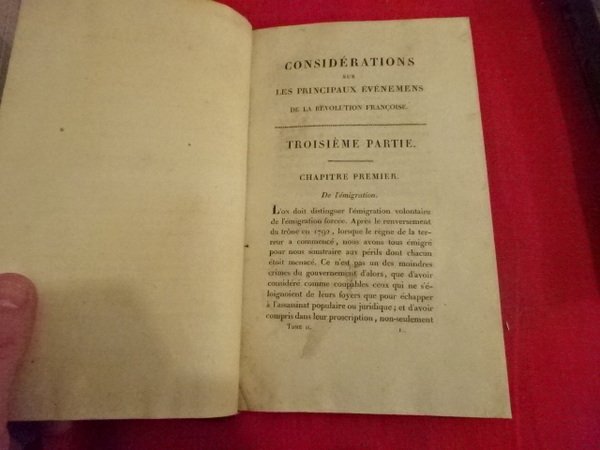 CONSIDÉRATIONS
SUR
LES PRINCIPAUX ÉVÉNEMENS
DE LA RÉVOLUTION FRANÇOISE.
TROISIÈME PARTIE.
CHAPITRE PREMIER.
De l'émigration.
L'ON doit distinguer l'émigration volontaire
de l'émigration forcée. Après le renversement
du trône en 1792, lorsque le règne de la ter-
reur a commencé, nous avons tous émigré
pour nous soustraire aux périls dont chacun
étoit menacé. Ce n'est pas un des moindres
crimes du gouvernement d'alors, que d'avoir
considéré comme coupables ceux qui ne s'é-
loignoient de leurs foyers que pour échapper
à l'assassinat populaire ou juridique; et d'avoir
compris dans leur proscription, non-seulement
TOME II. 1.